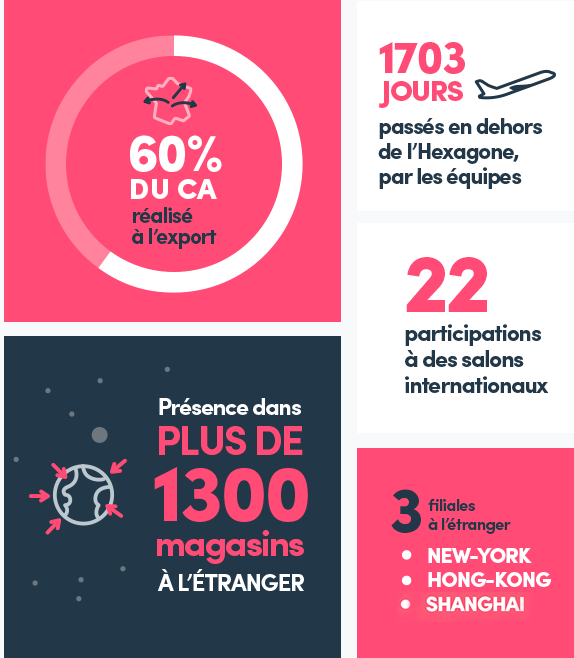 60%
DU CA
réalisé
à l'export
1703
JOURS
passés en dehors
de l'Hexagone,
par les équipes
22
participations
à des salons
internationaux
Présence dans
PLUS DE
1300
magasins
À L'ÉTRANGER
3 filiales
à l'étranger
• NEW-YORK
• HONG-KONG
• SHANGHAI